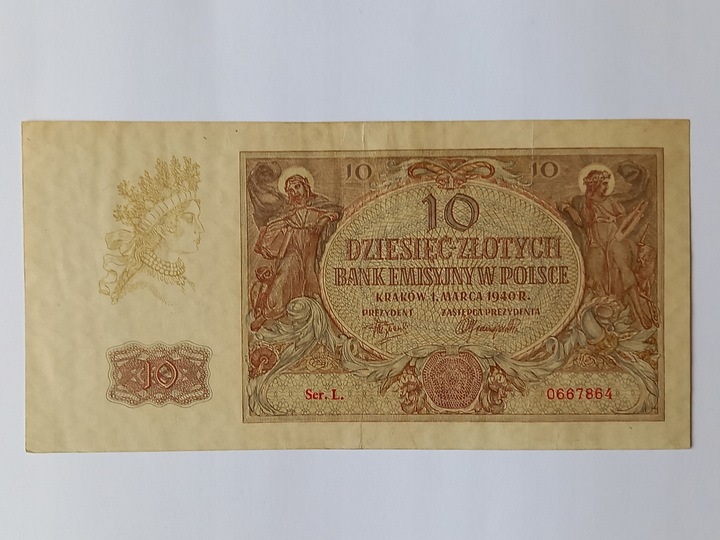 10 10
10
DZIESIĘĆ ZŁOTYCH
BANK EMISYJNY W POLSCE
KRAKÓW 1. MARCA 1940 R.
PREZYDENT ZASTĘPCA PREZYDENTA
10
Ser. L. 0667864